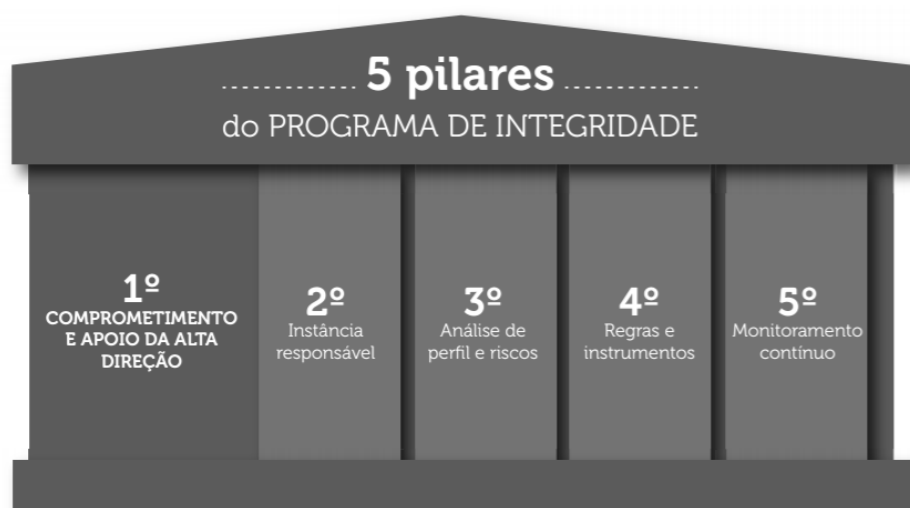 5 pilares
do PROGRAMA DE INTEGRIDADE
1º
COMPROMETIMENTO
E APOIO DA ALTA
DIREÇÃO
2º
Instância
responsável
3º
Análise de
perfil e riscos
4º
Regras e
instrumentos
5º
Monitoramento
contínuo